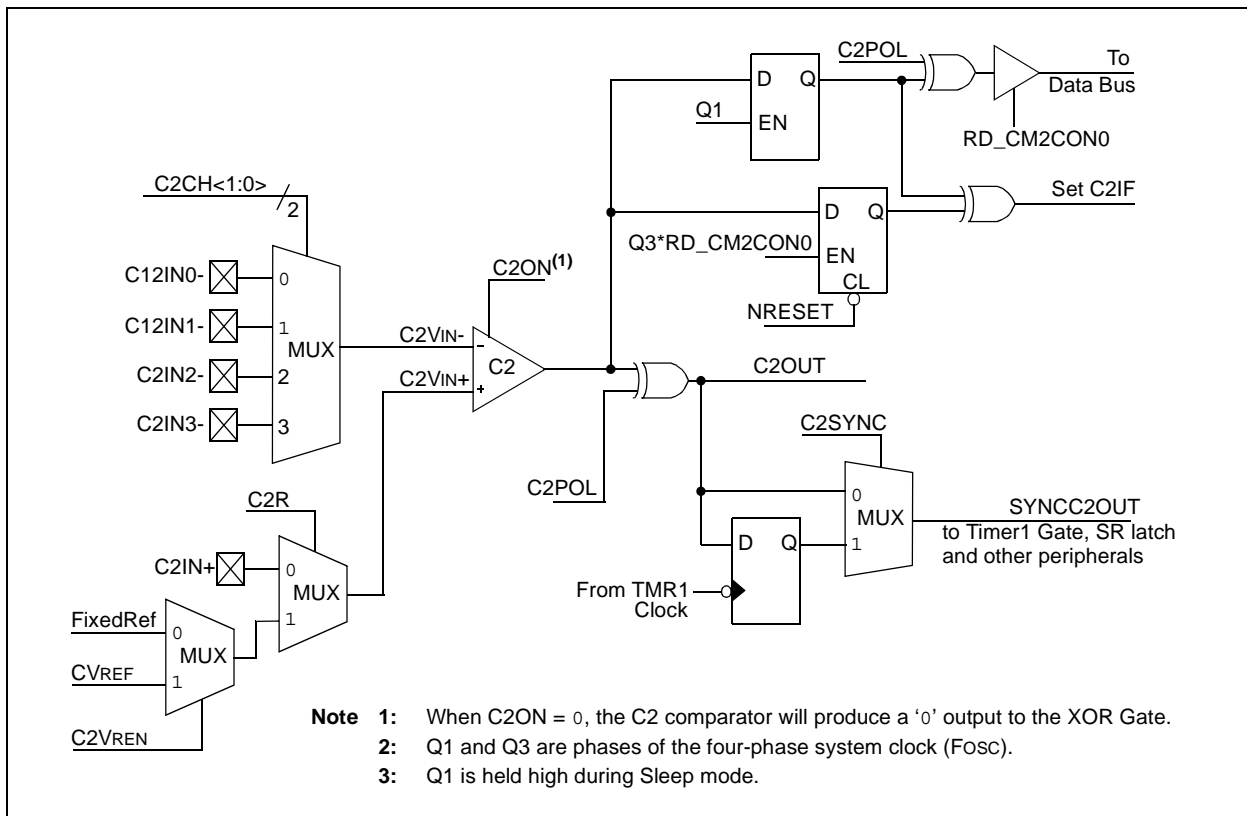 C2POL
To
Data Bus
D Q
Q1
EN
RD_CM2CON0
C2CH<1:0>
2
Set C2IF
D Q
Q3*RD_CM2CON0
EN
CL
NRESET
C12IN0-
0
C2ON(1)
C12IN1-
1
MUX
C2VIN-
-
C2
C2IN2-
2
C2VIN+
+
C2OUT
C2IN3-
3
C2SYNC
C2POL
C2R
0
MUX
SYNCC2OUT
to Timer1 Gate, SR latch
and other peripherals
D Q
1
C2IN+
0
MUX
1
From TMR1
Clock
FixedRef
0
MUX
CVREF
1
C2VREN
Note 1: When C2ON = 0, the C2 comparator will produce a ‘0’ output to the XOR Gate.
2: Q1 and Q3 are phases of the four-phase system clock (FOSC).
3: Q1 is held high during Sleep mode.